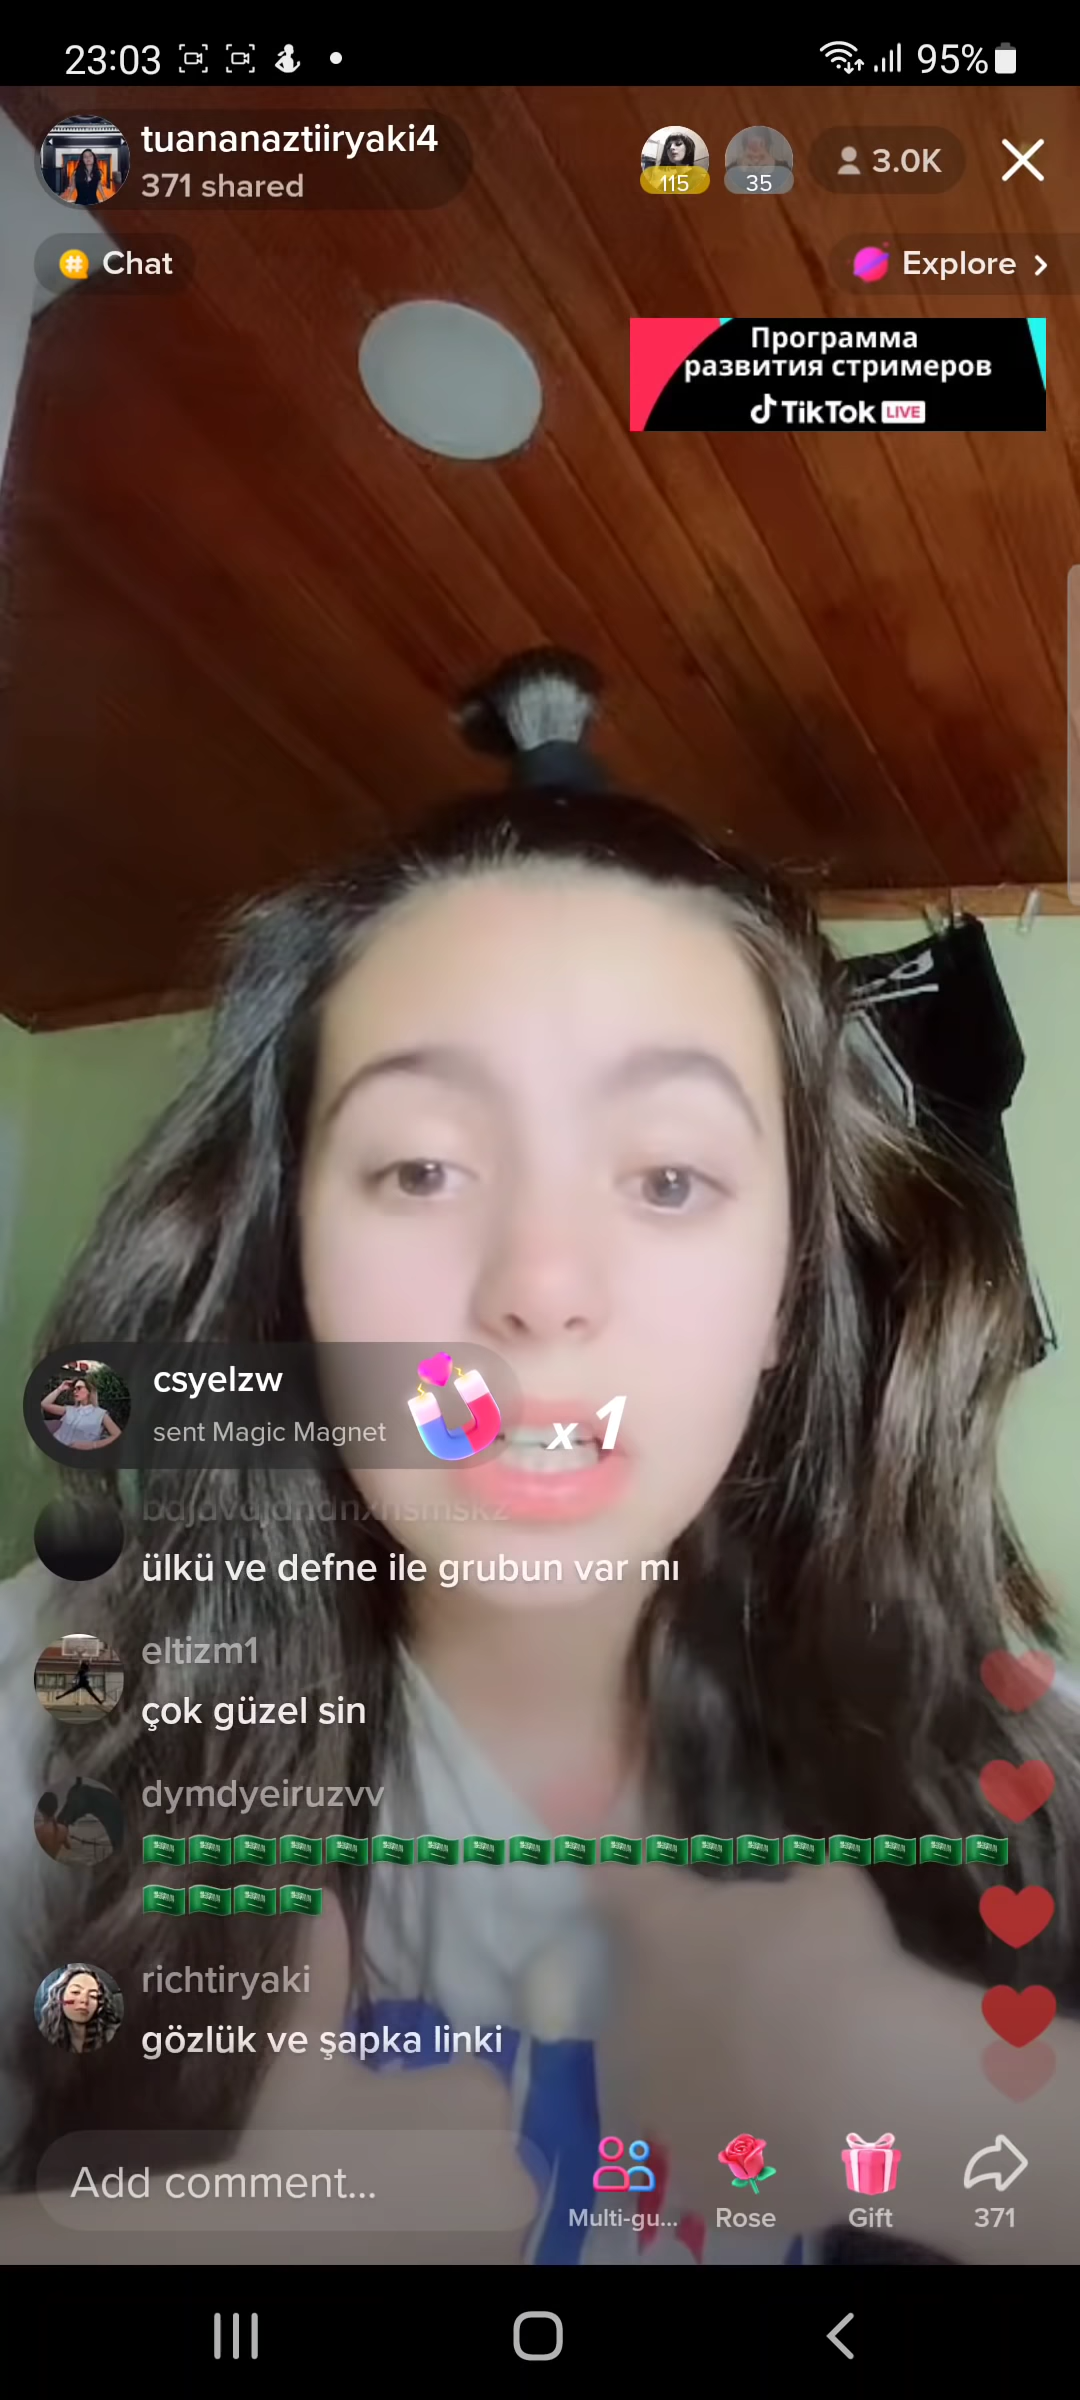 23:03
95%
tuananaztiiryaki4
371 shared
115
35
3.0K
Chat
Explore
Программа
развития стримеров
TikTok LIVE
csyelzw
sent Magic Magnet
x 1
ülkü ve defne ile grubun var mı
eltizm1
çok güzel sin
dymdyeiruzvv
🇸🇦🇸🇦🇸🇦🇸🇦🇸🇦🇸🇦🇸🇦🇸🇦🇸🇦🇸🇦🇸🇦🇸🇦🇸🇦🇸🇦🇸🇦🇸🇦🇸🇦🇸🇦🇸🇦
🇸🇦🇸🇦🇸🇦🇸🇦
richtiryaki
gözlük ve şapka linki
Add comment...
Multi-gu...
Rose
Gift
371